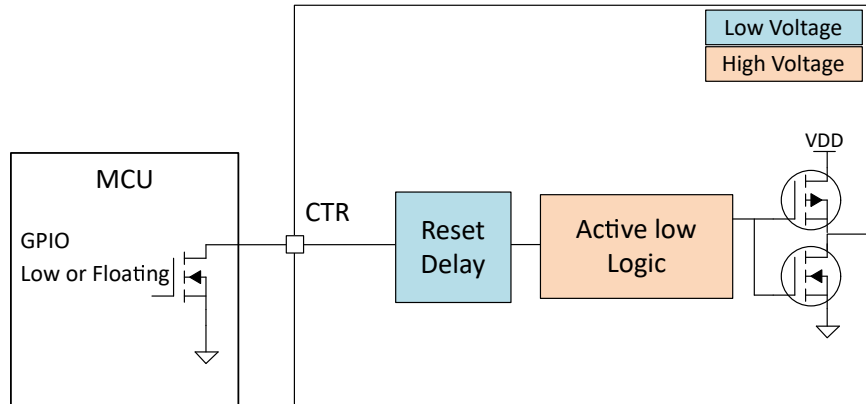 Low Voltage
High Voltage
VDD
MCU
CTR
GPIO
Low or Floating
Reset
Delay
Active low
Logic